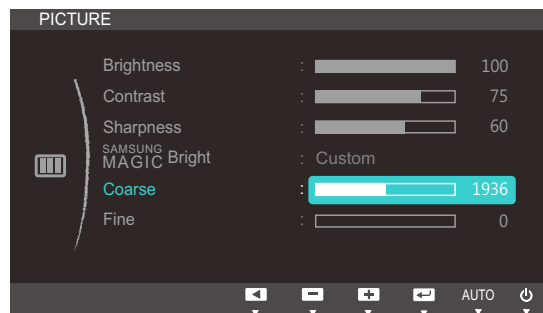 PICTURE
Brightness : 100
Contrast : 75
Sharpness : 60
SAMSUNG
MAGIC Bright : Custom
Coarse : 1936
Fine : 0
AUTO